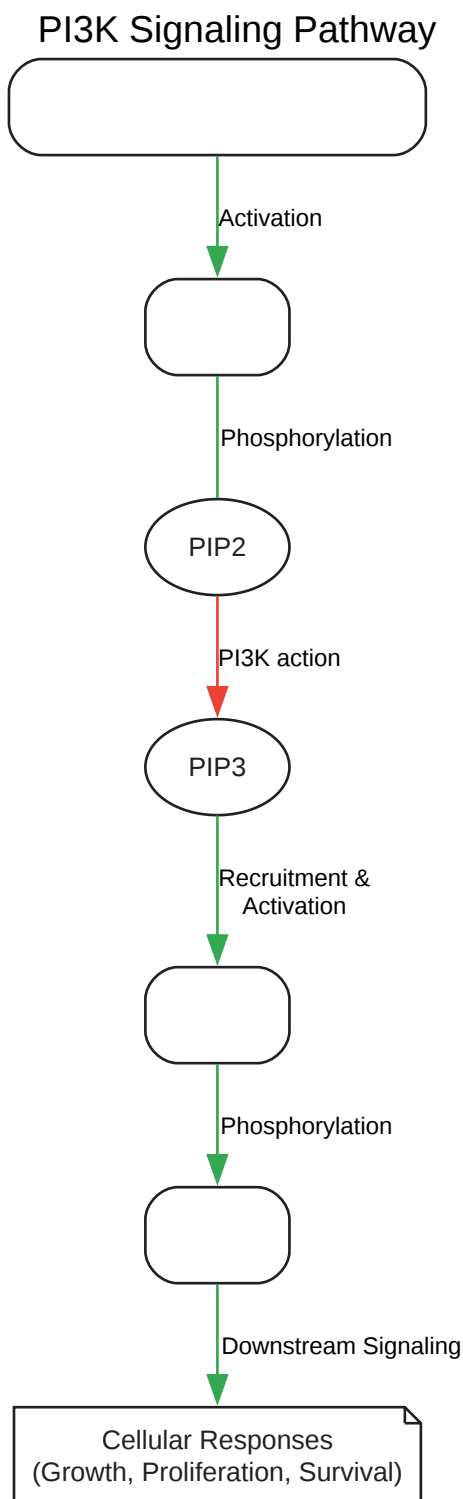 PI3K Signaling Pathway
Activation
Phosphorylation
PIP2
PI3K action
PIP3
Recruitment &
Activation
Phosphorylation
Downstream Signaling
Cellular Responses
(Growth, Proliferation, Survival)